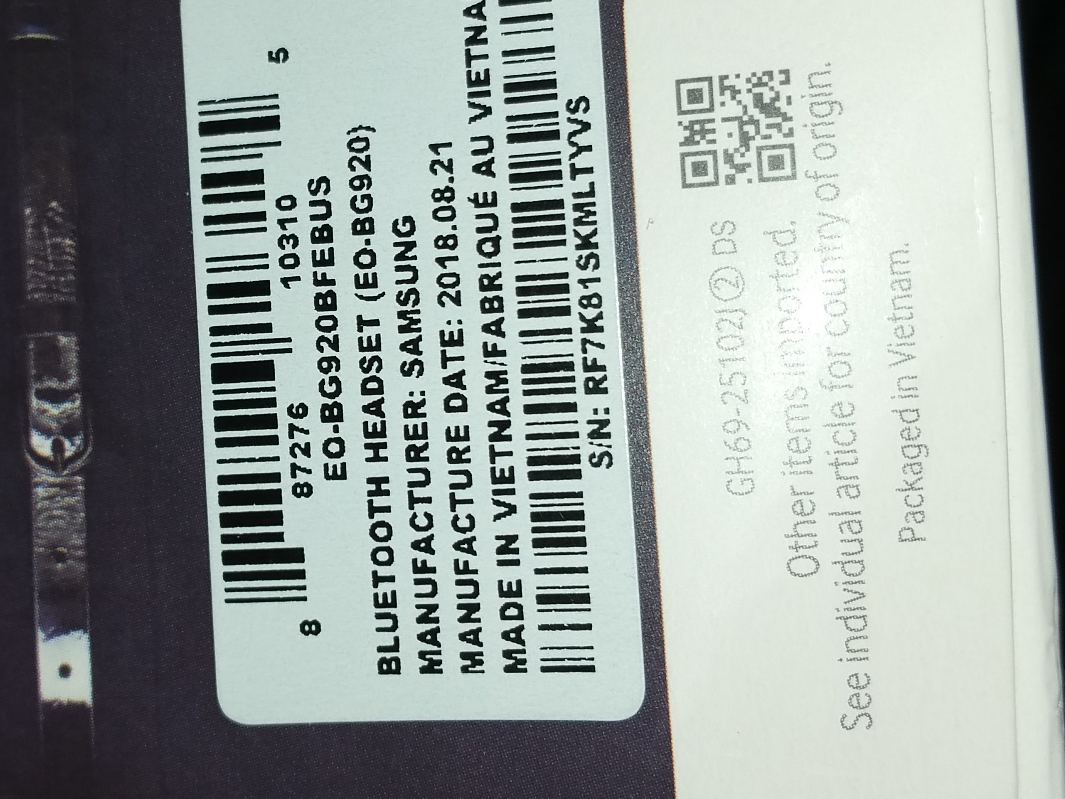 8 87276 10310 5
EO-BG920BFEBUS
BLUETOOTH HEADSET (EO-BG920)
MANUFACTURER: SAMSUNG
MANUFACTURE DATE: 2018.08.21
MADE IN VIETNAM/FABRIQUÉ AU VIETNA
S/N: RF7K81SKMLTYVS
GH69-25102J② DS
Other items imported.
See individual article for country of origin.
Packaged in Vietnam.